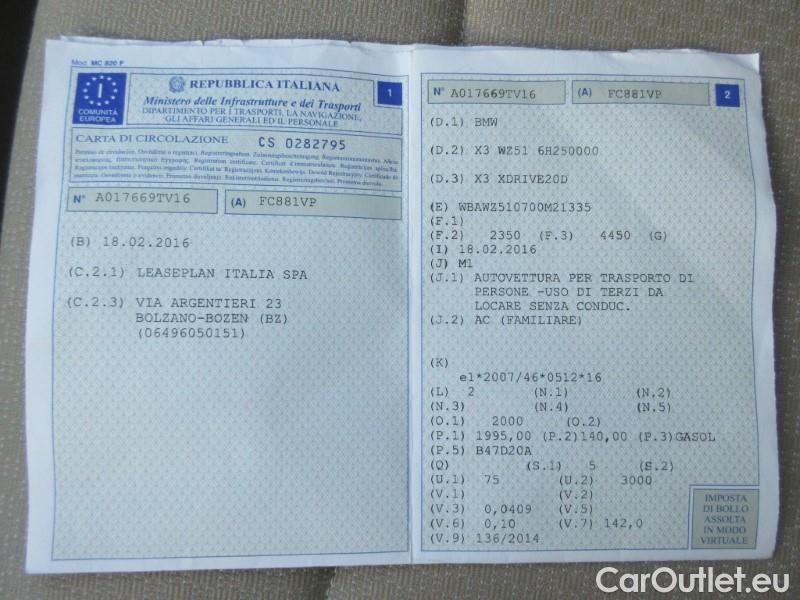 Mod. MC 820 F
I
COMUNITÀ
EUROPEA
REPUBBLICA ITALIANA
Ministero delle Infrastrutture e dei Trasporti
DIPARTIMENTO PER I TRASPORTI, LA NAVIGAZIONE,
GLI AFFARI GENERALI ED IL PERSONALE
1
CARTA DI CIRCOLAZIONE CS 0282795
N° A017669TV16 (A) FC881VP
(B) 18.02.2016
(C.2.1) LEASEPLAN ITALIA SPA
(C.2.3) VIA ARGENTIERI 23
BOLZANO-BOZEN (BZ)
(06496050151)
N° A017669TV16 (A) FC881VP 2
(D.1) BMW
(D.2) X3 WZ51 6H250000
(D.3) X3 XDRIVE20D
(E) WBAWZ510700M21335
(F.1)
(F.2) 2350 (F.3) 4450 (G)
(I) 18.02.2016
(J) M1
(J.1) AUTOVETTURA PER TRASPORTO DI
PERSONE -USO DI TERZI DA
LOCARE SENZA CONDUC.
(J.2) AC (FAMILIARE)
(K)
e1*2007/46*0512*16
(L) 2 (N.1) (N.2)
(N.3) (N.4) (N.5)
(O.1) 2000 (O.2)
(P.1) 1995,00 (P.2)140,00 (P.3)GASOL
(P.5) B47D20A
(Q) (S.1) 5 (S.2)
(U.1) 75 (U.2) 3000
(V.1) (V.2)
(V.3) 0,0409 (V.5)
(V.6) 0,10 (V.7) 142,0
(V.9) 136/2014
IMPOSTA
DI BOLLO
ASSOLTA
IN MODO
VIRTUALE
CarOutlet.eu